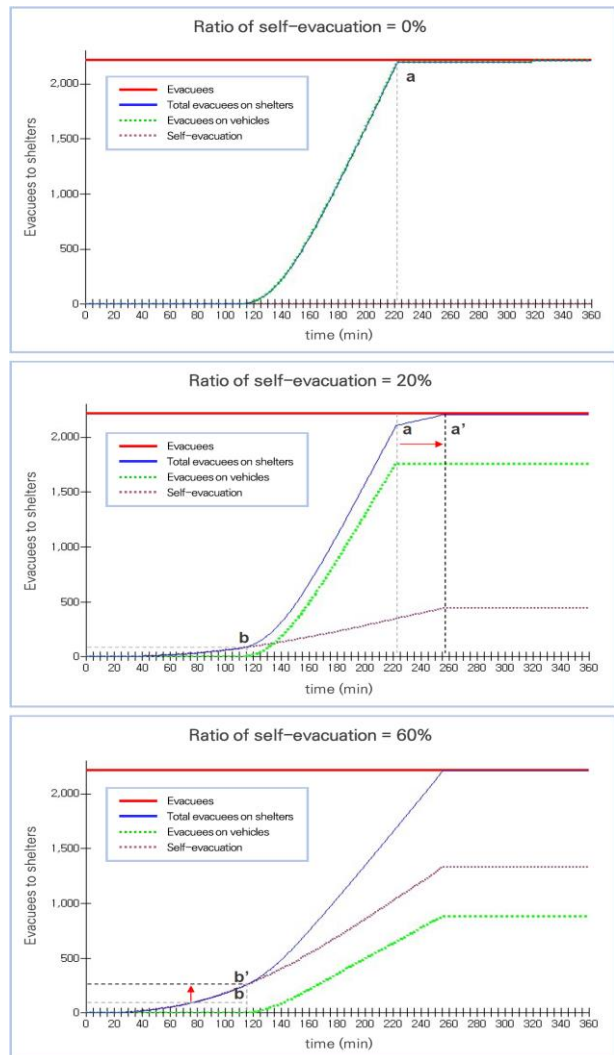 Ratio of self-evacuation = 0%
Evacuees to shelters
2,000
1,500
1,000
500
0
Evacuees
Total evacuees on shelters
Evacuees on vehicles
Self-evacuation
a
0 20 40 60 80 100 120 140 160 180 200 220 240 260 280 300 320 340 360
time (min)
Ratio of self-evacuation = 20%
Evacuees to shelters
2,000
1,500
1,000
500
0
Evacuees
Total evacuees on shelters
Evacuees on vehicles
Self-evacuation
a a'
b
0 20 40 60 80 100 120 140 160 180 200 220 240 260 280 300 320 340 360
time (min)
Ratio of self-evacuation = 60%
Evacuees to shelters
2,000
1,500
1,000
500
0
Evacuees
Total evacuees on shelters
Evacuees on vehicles
Self-evacuation
b'
b
0 20 40 60 80 100 120 140 160 180 200 220 240 260 280 300 320 340 360
time (min)